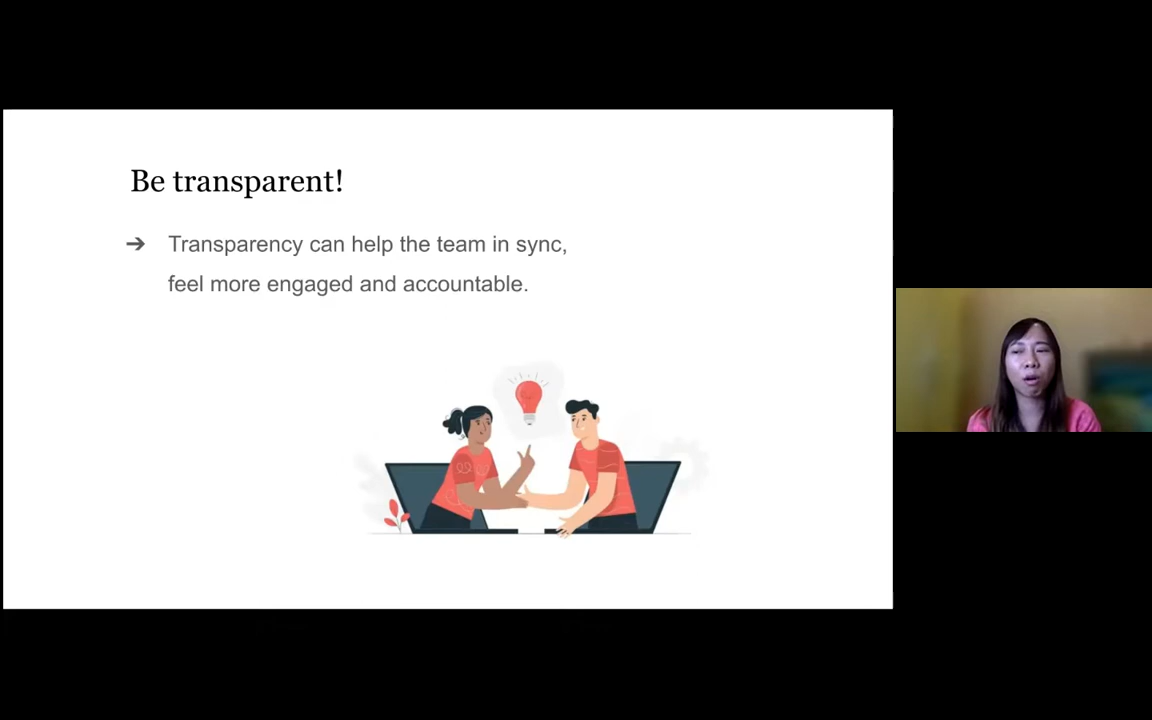 Be transparent!
➔ Transparency can help the team in sync,
feel more engaged and accountable.